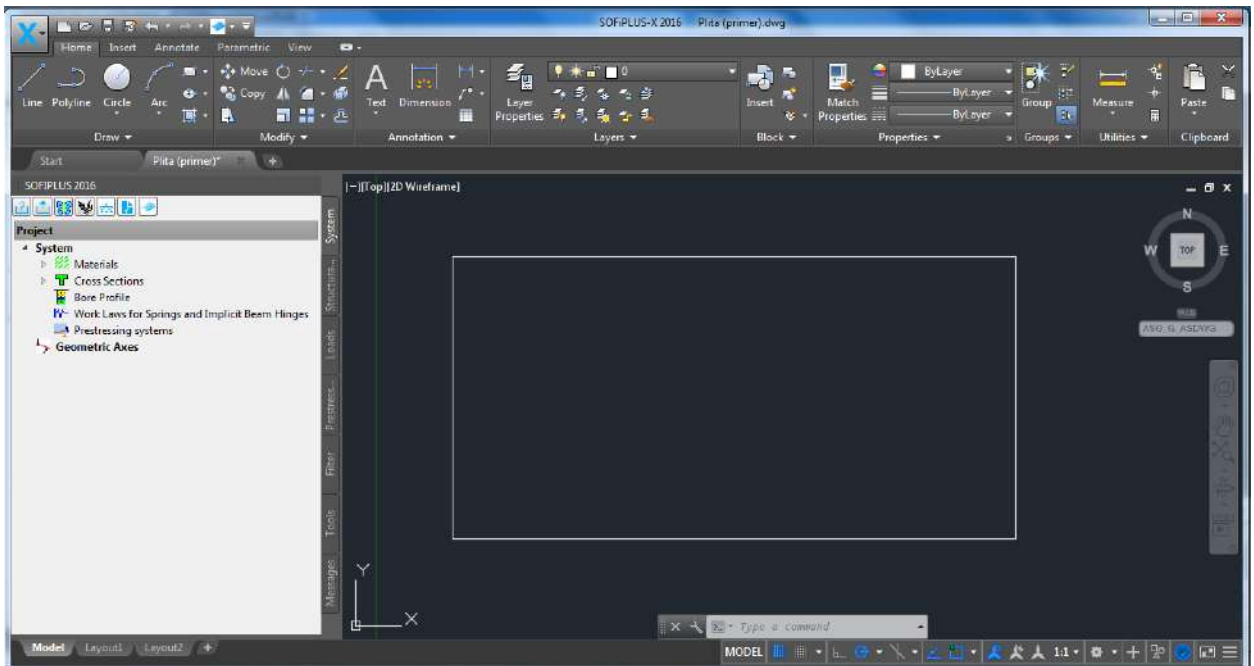 SOFiPLUS-X 2016 Plita (primer).dwg
Home Insert Annotate Parametric View
Move
Copy
Line Polyline Circle Arc
Text Dimension
Layer Properties
0
Insert
Match Properties
ByLayer
ByLayer
ByLayer
Group
Measure
Paste
Draw Modify Annotation Layers Block Properties Groups Utilities Clipboard
Start Plita (primer)*
SOFiPLUS 2016
[−][Top][2D Wireframe]
Project
System
Materials
Cross Sections
Bore Profile
Work Laws for Springs and Implicit Beam Hinges
Prestressing systems
Geometric Axes
System
Structura...
Loads
Prestress...
Filter
Tools
Messages
N
W TOP E
S
Y
X
Type a command
Model Layout1 Layout2
MODEL 1:1